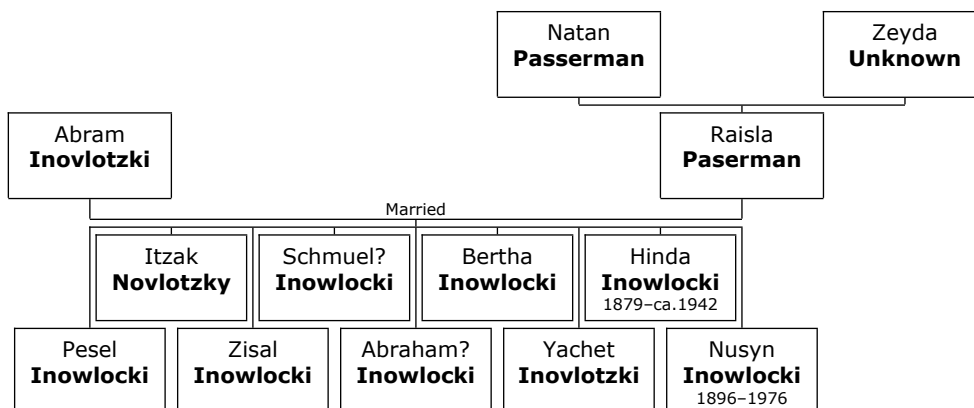 Natan
Passerman
Zeyda
Unknown
Abram
Inovlotzki
Raisla
Paserman
Married
Itzak
Novlotzky
Schmuel?
Inowlocki
Bertha
Inowlocki
Hinda
Inowlocki
1879–ca.1942
Pesel
Inowlocki
Zisal
Inowlocki
Abraham?
Inowlocki
Yachet
Inovlotzki
Nusyn
Inowlocki
1896–1976